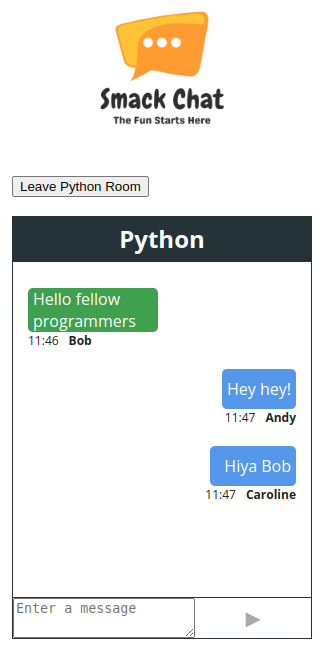 Smack Chat
The Fun Starts Here
Leave Python Room
Python
Hello fellow
programmers
11:46 Bob
Hey hey!
11:47 Andy
Hiya Bob
11:47 Caroline
Enter a message